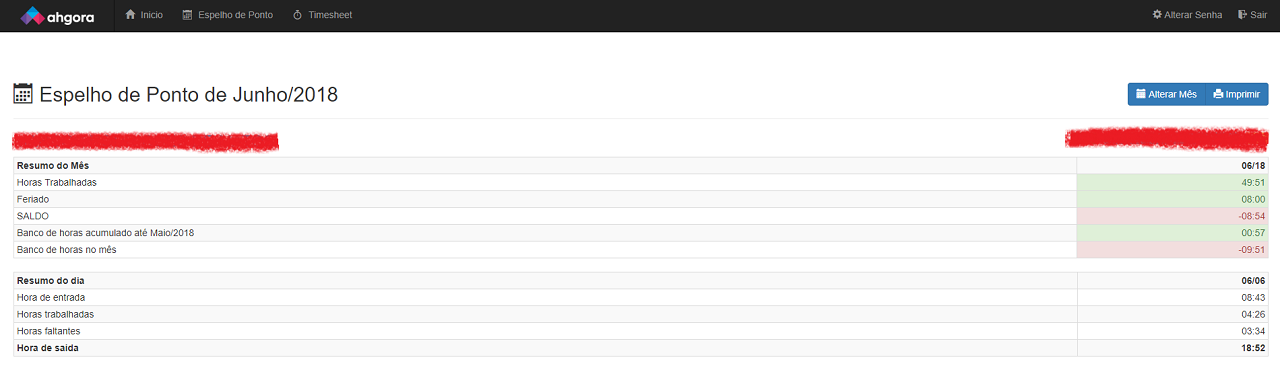 ahgora Inicio Espelho de Ponto Timesheet Alterar Senha Sair
Espelho de Ponto de Junho/2018 Alterar Mês Imprimir
Resumo do Mês 06/18
Horas Trabalhadas 49:51
Feriado 08:00
SALDO -08:54
Banco de horas acumulado até Maio/2018 00:57
Banco de horas no mês -09:51
Resumo do dia 06/06
Hora de entrada 08:43
Horas trabalhadas 04:26
Horas faltantes 03:34
Hora de saída 18:52